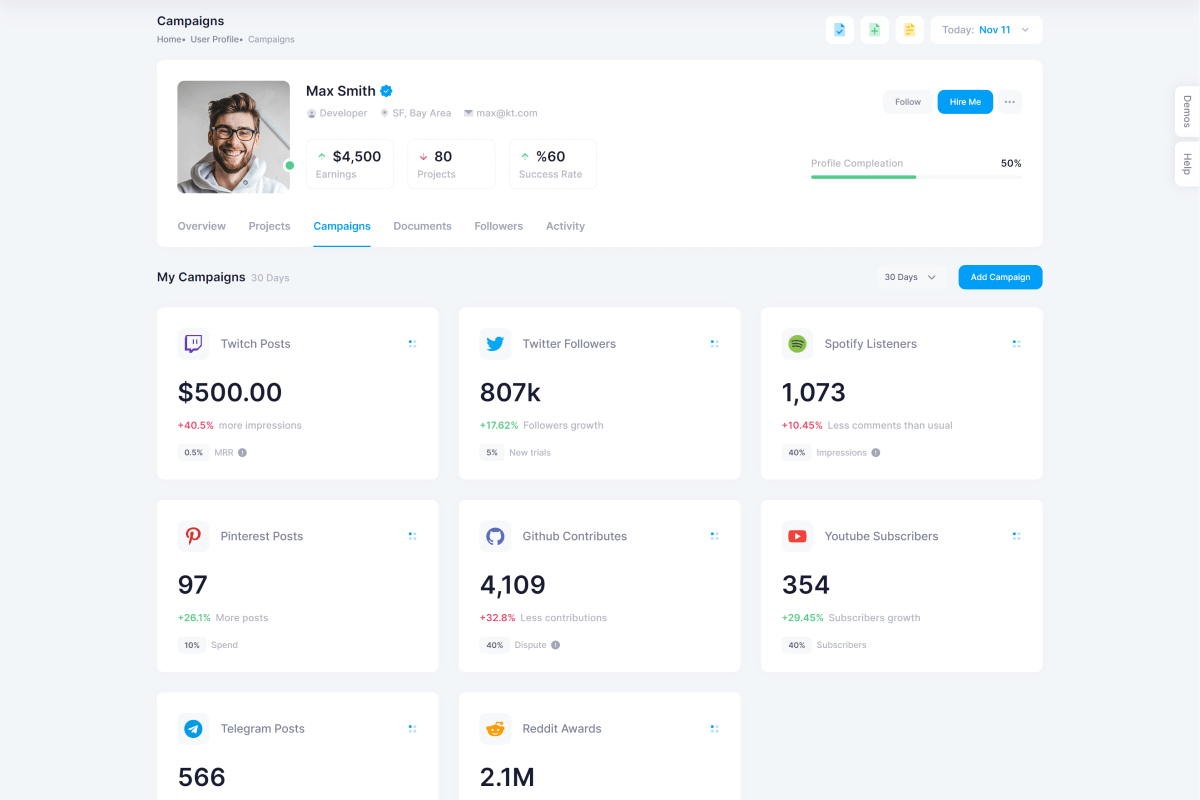 Campaigns
Home• User Profile• Campaigns
Today: Nov 11
Max Smith
Developer SF, Bay Area max@kt.com
Follow Hire Me
$4,500 80 %60
Earnings Projects Success Rate
Profile Compleation 50%
Overview Projects Campaigns Documents Followers Activity
Demos
Help
My Campaigns 30 Days
30 Days Add Campaign
Twitch Posts
$500.00
+40.5% more impressions
0.5% MRR
Twitter Followers
807k
+17.62% Followers growth
5% New trials
Spotify Listeners
1,073
+10.45% Less comments than usual
40% Impressions
Pinterest Posts
97
+26.1% More posts
10% Spend
Github Contributes
4,109
+32.8% Less contributions
40% Dispute
Youtube Subscribers
354
+29.45% Subscribers growth
40% Subscribers
Telegram Posts
566
Reddit Awards
2.1M